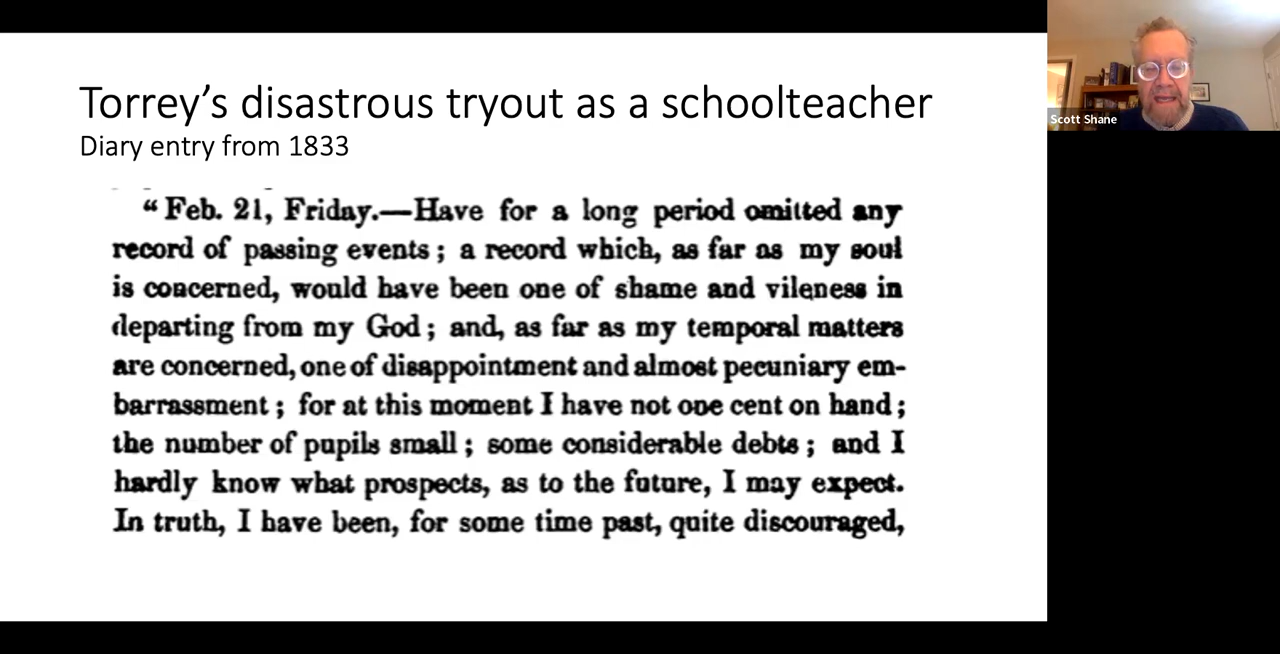 Torrey’s disastrous tryout as a schoolteacher
Diary entry from 1833
“ Feb. 21, Friday.—Have for a long period omitted any
record of passing events ; a record which, as far as my soul
is concerned, would have been one of shame and vileness in
departing from my God ; and, as far as my temporal matters
are concerned, one of disappointment and almost pecuniary em-
barrassment ; for at this moment I have not one cent on hand ;
the number of pupils small ; some considerable debts ; and I
hardly know what prospects, as to the future, I may expect.
In truth, I have been, for some time past, quite discouraged,
Scott Shane